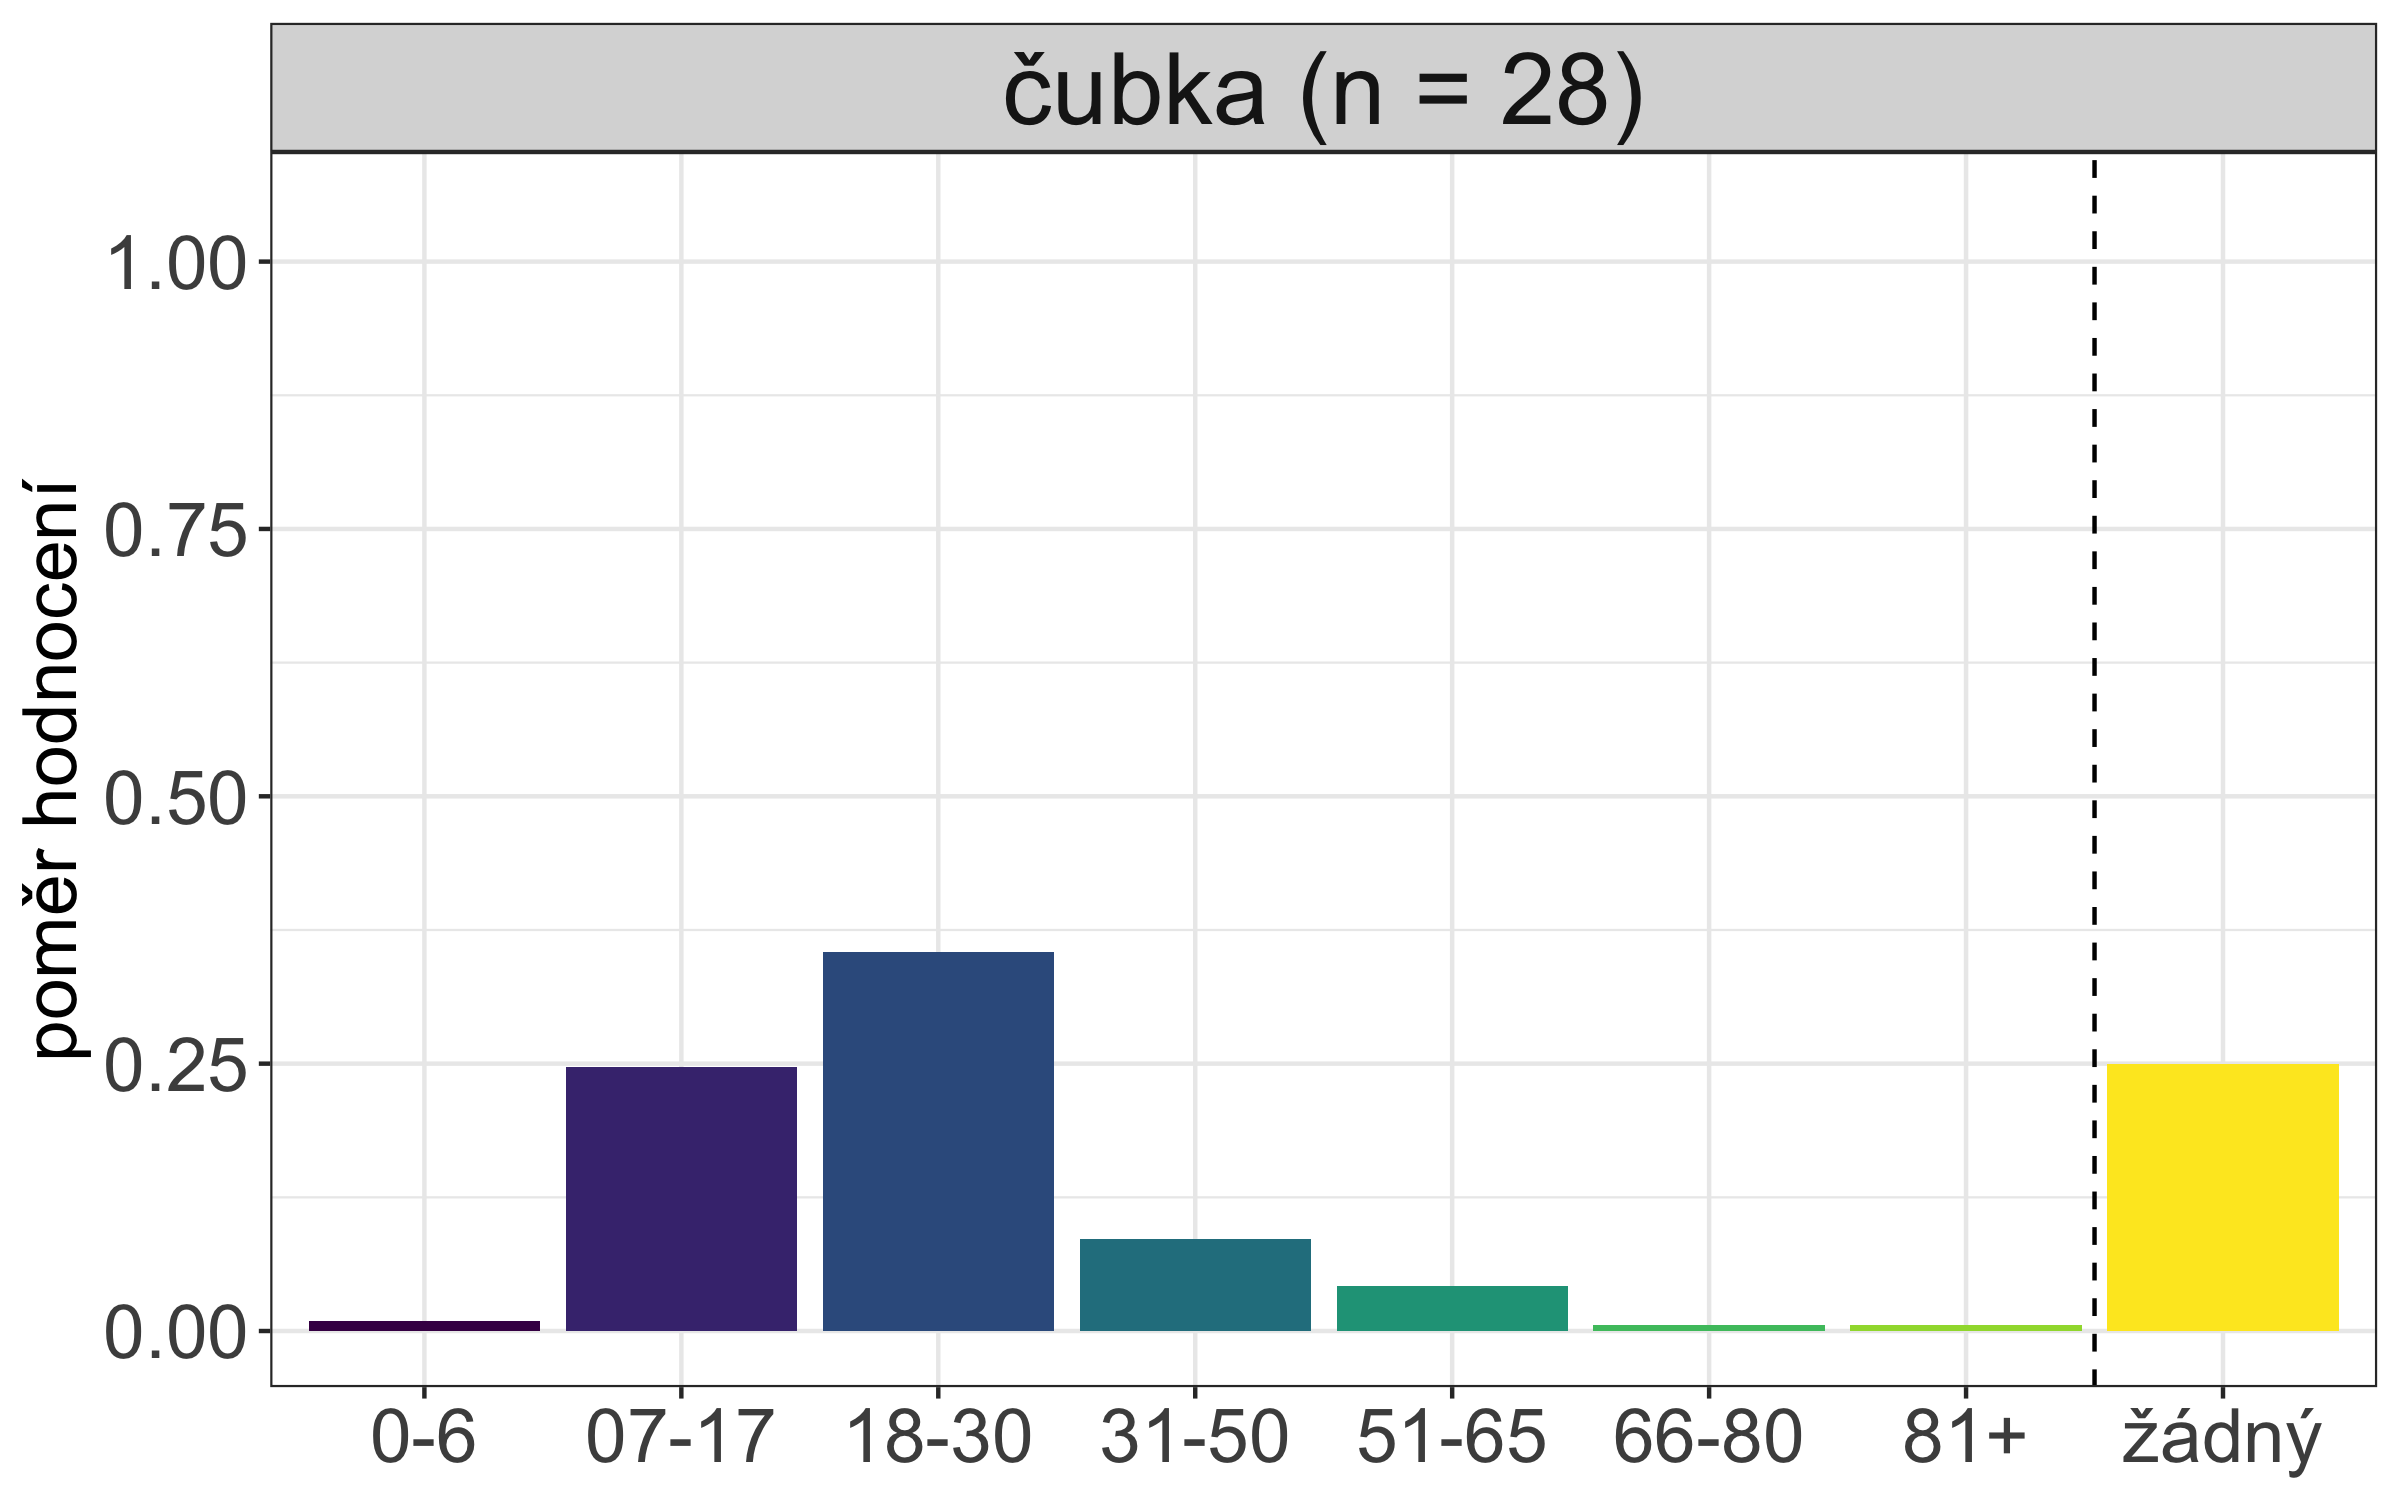 čubka (n = 28)
poměr hodnocení
1.00
0.75
0.50
0.25
0.00
0-6 07-17 18-30 31-50 51-65 66-80 81+ žádný